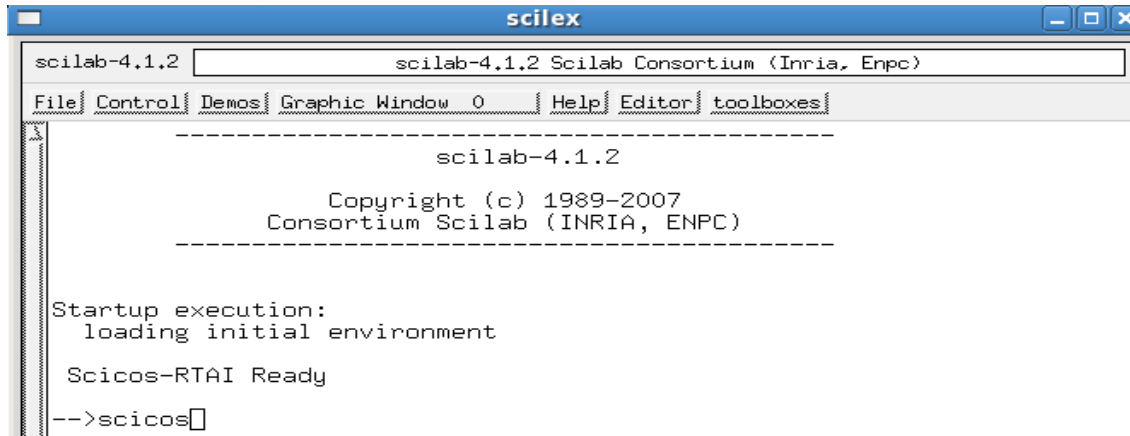 scilex
scilab-4.1.2 scilab-4.1.2 Scilab Consortium (Inria, Enpc)
File Control Demos Graphic Window 0 Help Editor toolboxes
-------------------------------------------
scilab-4.1.2
Copyright (c) 1989-2007
Consortium Scilab (INRIA, ENPC)
-------------------------------------------
Startup execution:
loading initial environment
Scicos-RTAI Ready
-->scicos